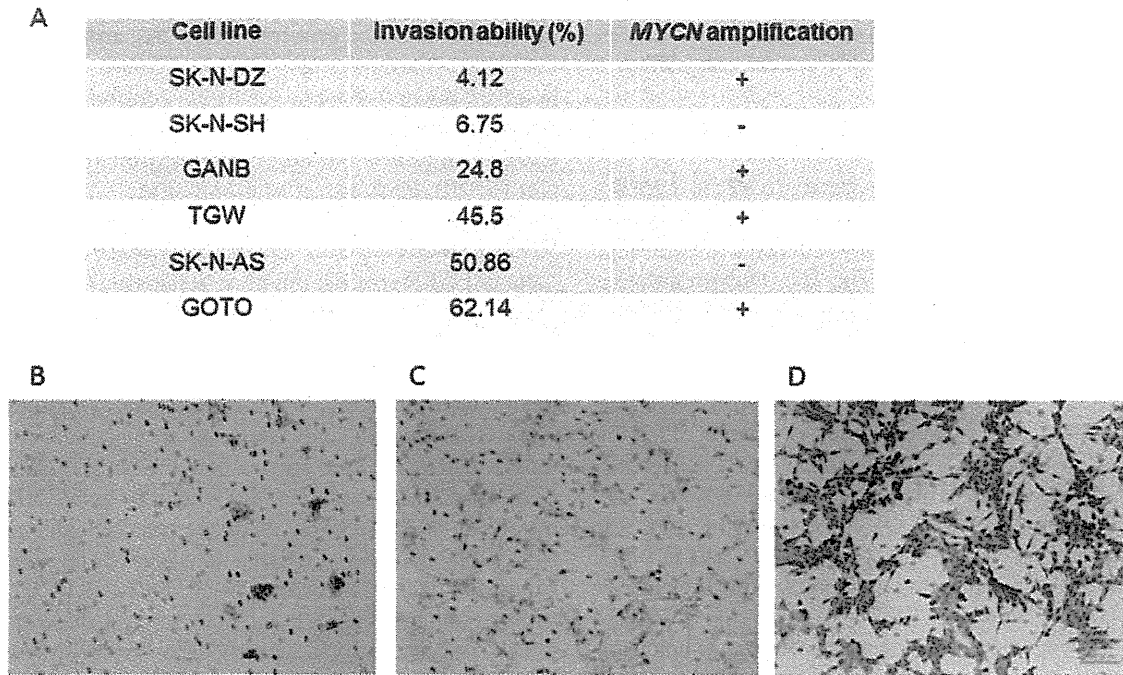 A
Cell line Invasion ability (%) MYCN amplification
SK-N-DZ 4.12 +
SK-N-SH 6.75 -
GANB 24.8 +
TGW 45.5 +
SK-N-AS 50.86 -
GOTO 62.14 +
B C D